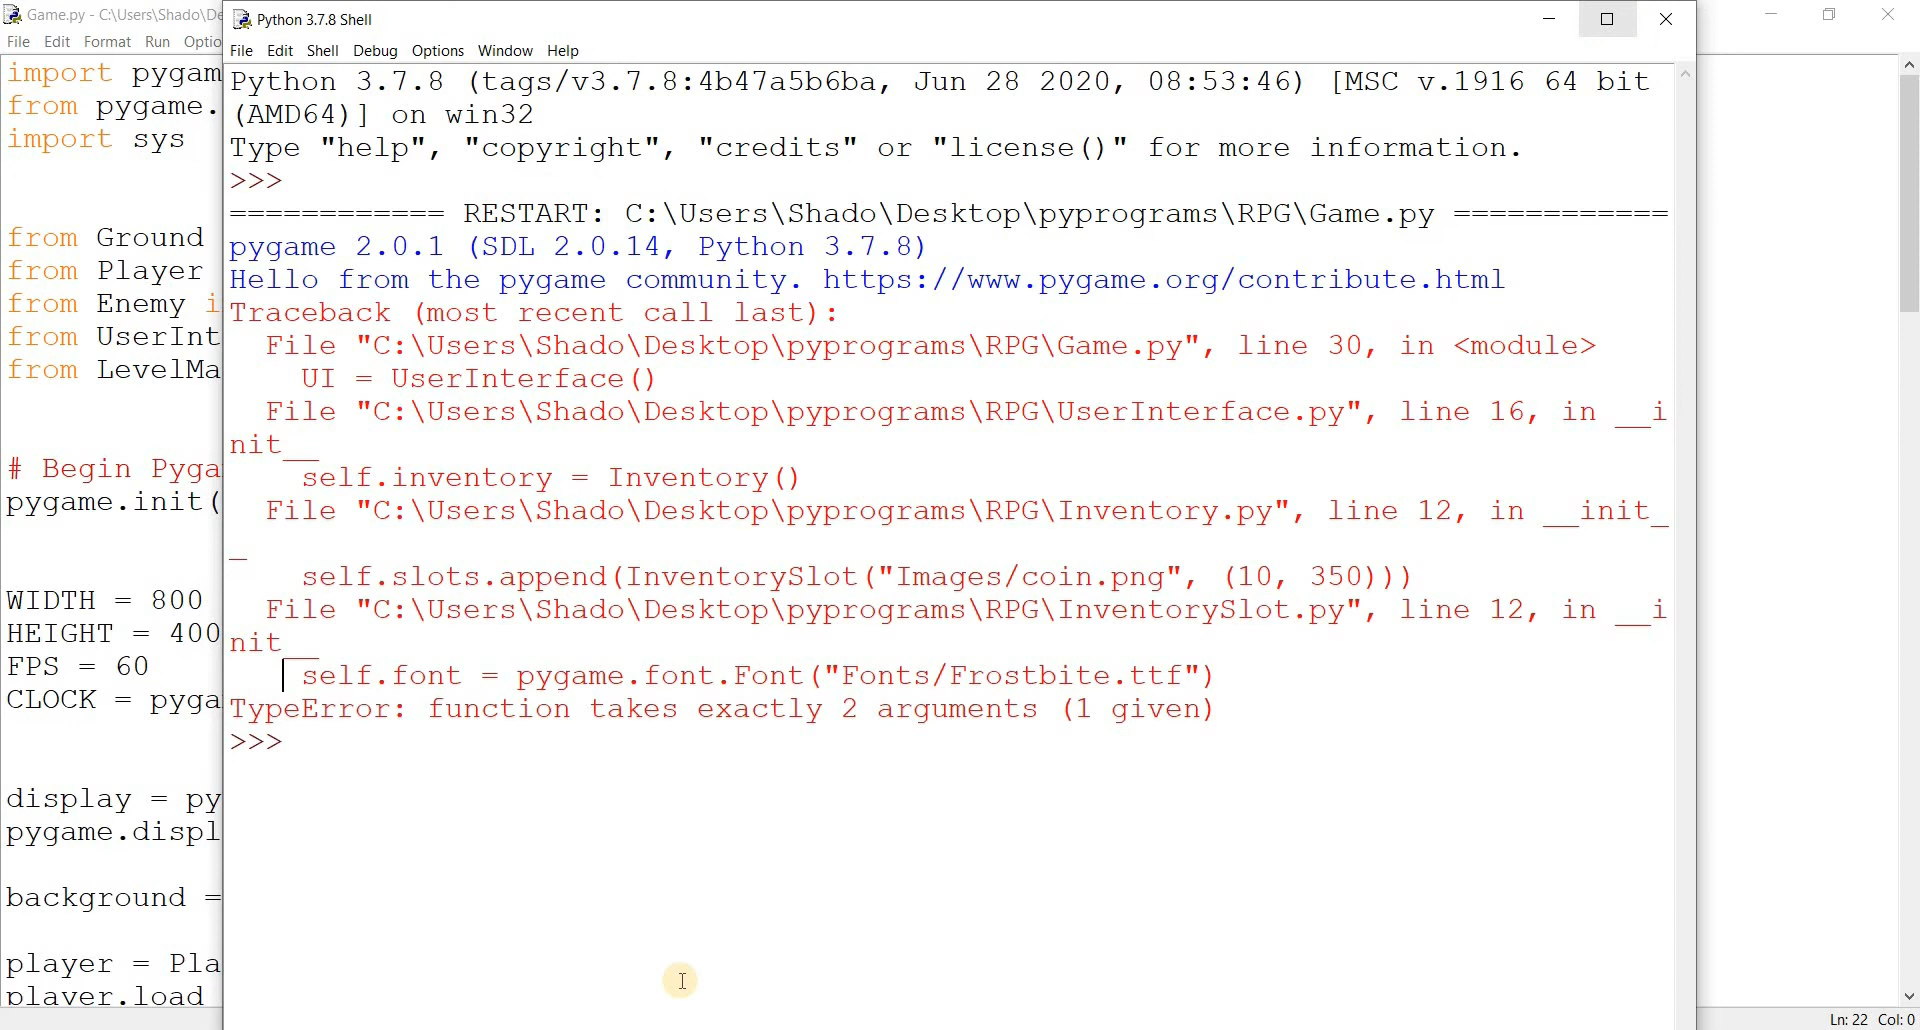 Game.py - C:\Users\Shado\De
File Edit Format Run Optio
import pygam
from pygame.
import sys
from Ground
from Player
from Enemy i
from UserInt
from LevelMa
# Begin Pyga
pygame.init(
WIDTH = 800
HEIGHT = 400
FPS = 60
CLOCK = pyga
display = py
pygame.displ
background =
player = Pla
player.load
Python 3.7.8 Shell
File Edit Shell Debug Options Window Help
Python 3.7.8 (tags/v3.7.8:4b47a5b6ba, Jun 28 2020, 08:53:46) [MSC v.1916 64 bit
(AMD64)] on win32
Type "help", "copyright", "credits" or "license()" for more information.
>>>
============ RESTART: C:\Users\Shado\Desktop\pyprograms\RPG\Game.py ============
pygame 2.0.1 (SDL 2.0.14, Python 3.7.8)
Hello from the pygame community. https://www.pygame.org/contribute.html
Traceback (most recent call last):
  File "C:\Users\Shado\Desktop\pyprograms\RPG\Game.py", line 30, in <module>
    UI = UserInterface()
  File "C:\Users\Shado\Desktop\pyprograms\RPG\UserInterface.py", line 16, in __i
nit__
    self.inventory = Inventory()
  File "C:\Users\Shado\Desktop\pyprograms\RPG\Inventory.py", line 12, in __init_
_
    self.slots.append(InventorySlot("Images/coin.png", (10, 350)))
  File "C:\Users\Shado\Desktop\pyprograms\RPG\InventorySlot.py", line 12, in __i
nit__
    self.font = pygame.font.Font("Fonts/Frostbite.ttf")
TypeError: function takes exactly 2 arguments (1 given)
>>>
Ln: 22 Col: 0